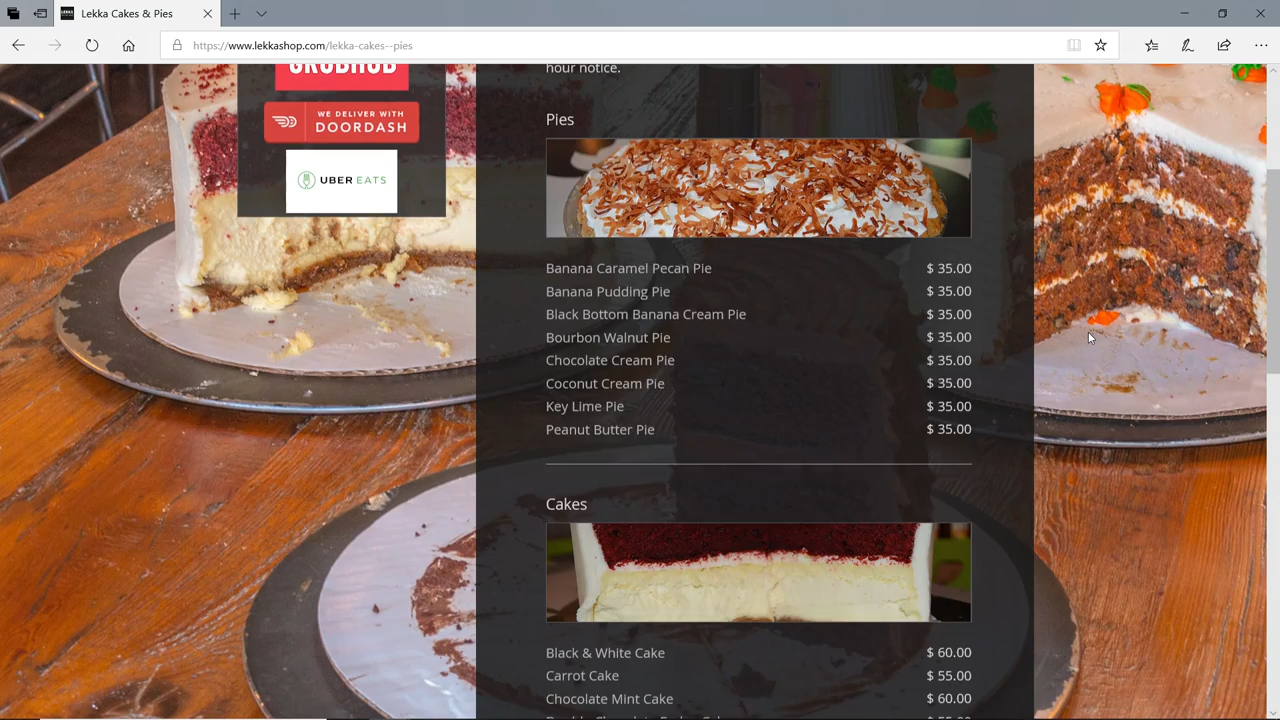 Lekka Cakes & Pies
https://www.lekkashop.com/lekka-cakes--pies
GRUBHUB
WE DELIVER WITH
DOORDASH
UBER EATS
hour notice.
Pies
Banana Caramel Pecan Pie $ 35.00
Banana Pudding Pie $ 35.00
Black Bottom Banana Cream Pie $ 35.00
Bourbon Walnut Pie $ 35.00
Chocolate Cream Pie $ 35.00
Coconut Cream Pie $ 35.00
Key Lime Pie $ 35.00
Peanut Butter Pie $ 35.00
Cakes
Black & White Cake $ 60.00
Carrot Cake $ 55.00
Chocolate Mint Cake $ 60.00